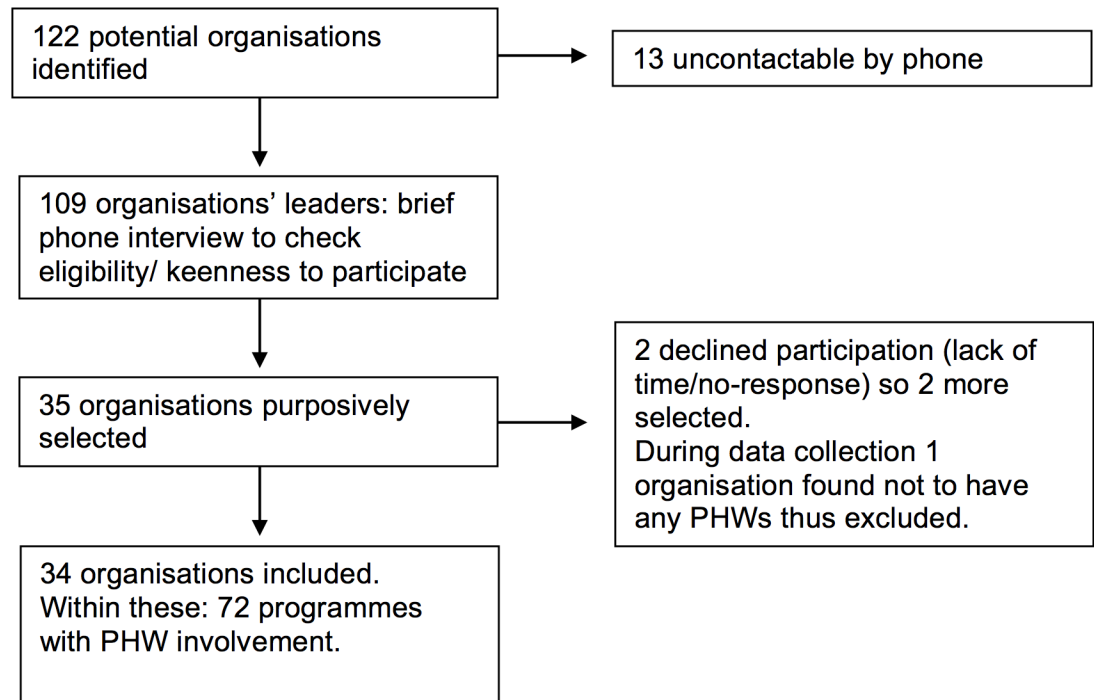 122 potential organisations
identified
13 uncontactable by phone
109 organisations’ leaders: brief
phone interview to check
eligibility/ keenness to participate
35 organisations purposively
selected
2 declined participation (lack of
time/no-response) so 2 more
selected.
During data collection 1
organisation found not to have
any PHWs thus excluded.
34 organisations included.
Within these: 72 programmes
with PHW involvement.